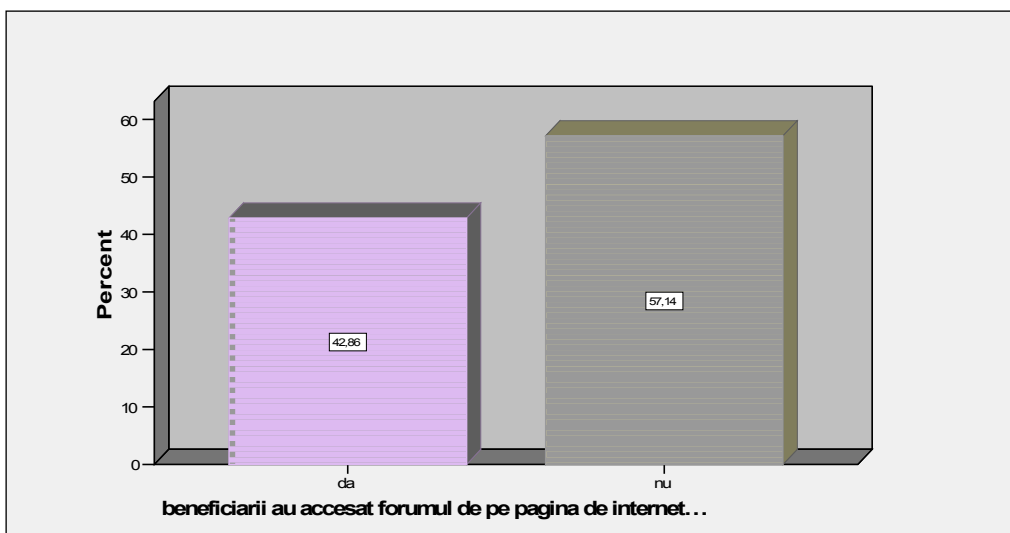 Percent
60
50
40
30
20
10
0
42,86
57,14
da
nu
beneficiarii au accesat forumul de pe pagina de internet...